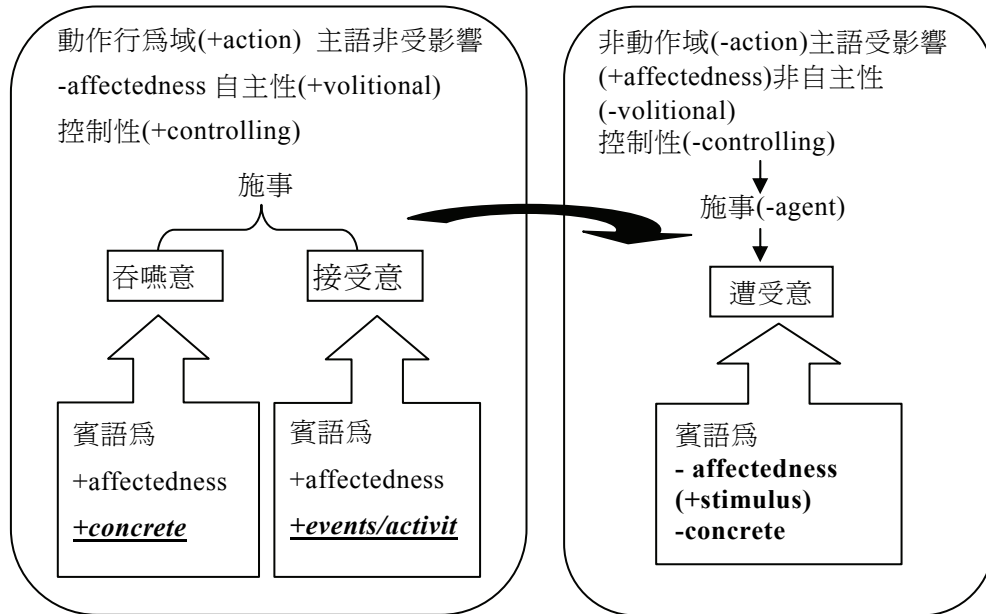 動作行爲域(+action) 主語非受影響
-affectedness 自主性(+volitional)
控制性(+controlling)
施事
吞嚥意
接受意
賓語爲
+affectedness
+concrete
賓語爲
+affectedness
+events/activit
非動作域(-action)主語受影響
(+affectedness)非自主性
(-volitional)
控制性(-controlling)
施事(-agent)
遭受意
賓語爲
- affectedness
(+stimulus)
-concrete